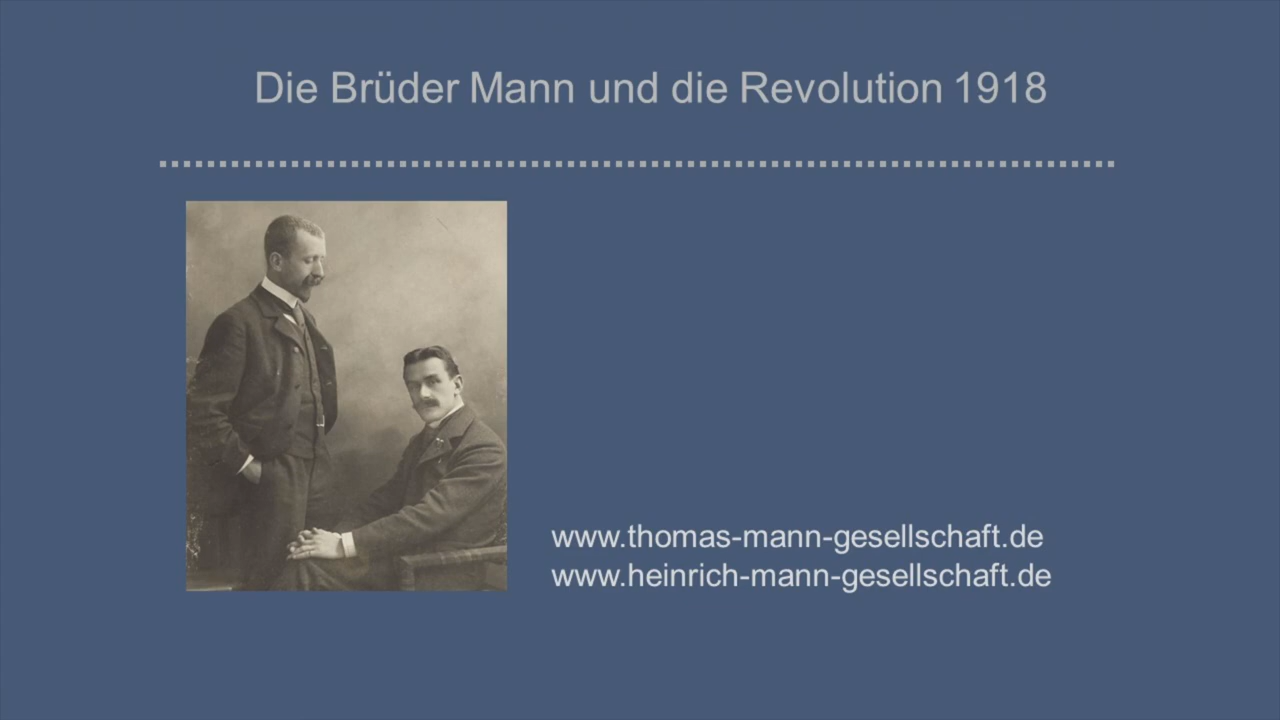 Die Brüder Mann und die Revolution 1918
www.thomas-mann-gesellschaft.de
www.heinrich-mann-gesellschaft.de